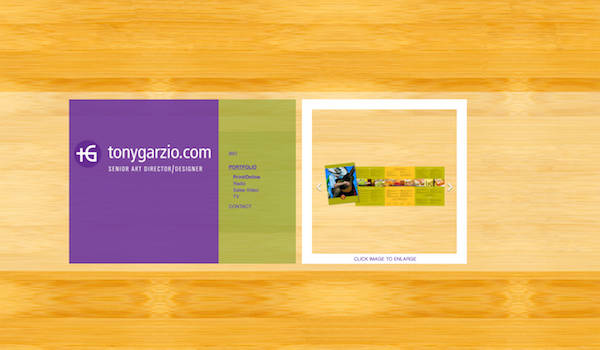 tG tonygarzio.com
SENIOR ART DIRECTOR/DESIGNER
BIO
PORTFOLIO
Print/Online
Radio
Sales Video
TV
CONTACT
CLICK IMAGE TO ENLARGE